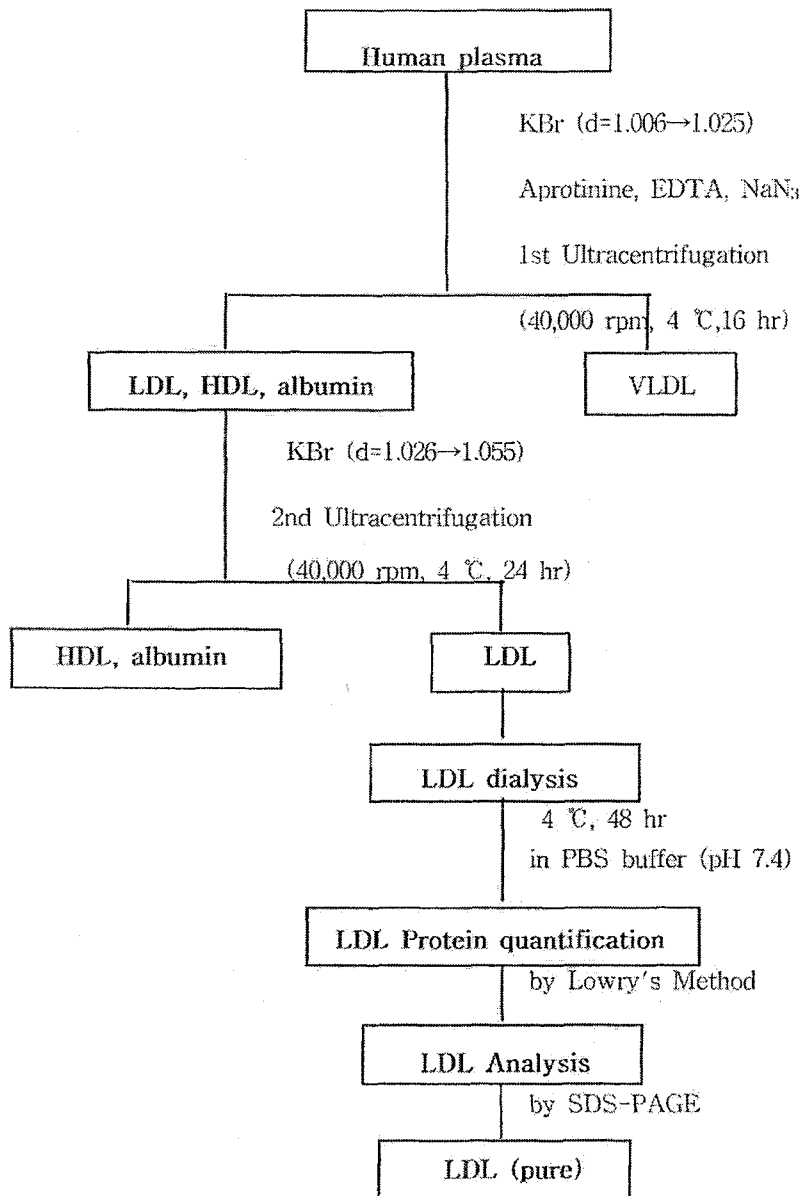 Human plasma
KBr (d=1.006→1.025)
Aprotinine, EDTA, NaN₃
1st Ultracentrifugation
(40,000 rpm, 4 ℃,16 hr)
LDL, HDL, albumin
VLDL
KBr (d=1.026→1.055)
2nd Ultracentrifugation
(40,000 rpm, 4 ℃, 24 hr)
HDL, albumin
LDL
LDL dialysis
4 ℃, 48 hr
in PBS buffer (pH 7.4)
LDL Protein quantification
by Lowry's Method
LDL Analysis
by SDS-PAGE
LDL (pure)